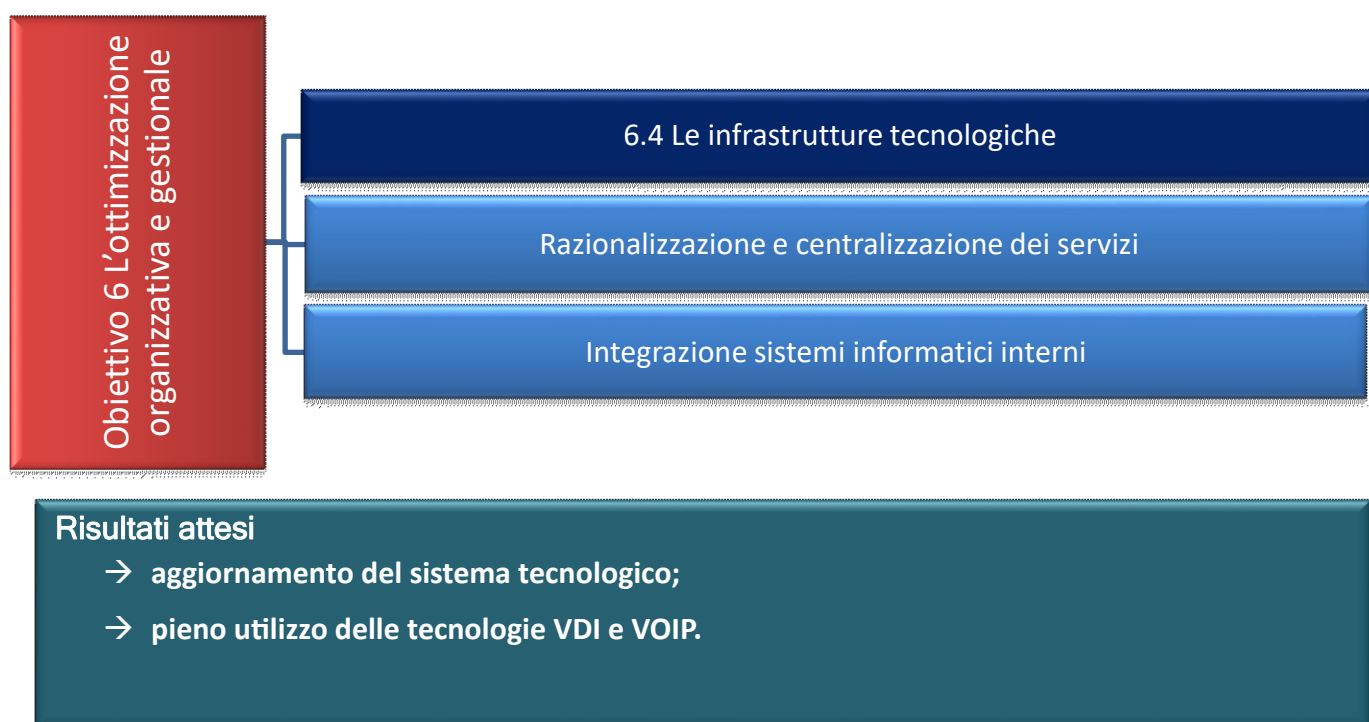 Obiettivo 6 L'ottimizzazione
organizzativa e gestionale
6.4 Le infrastrutture tecnologiche
Razionalizzazione e centralizzazione dei servizi
Integrazione sistemi informatici interni
Risultati attesi
→ aggiornamento del sistema tecnologico;
→ pieno utilizzo delle tecnologie VDI e VOIP.